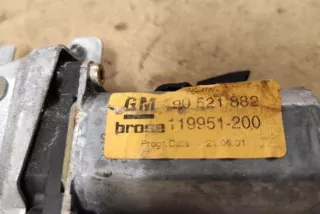 GM 90 521 882
brose 119951-200
Prod. Date 21.06.01